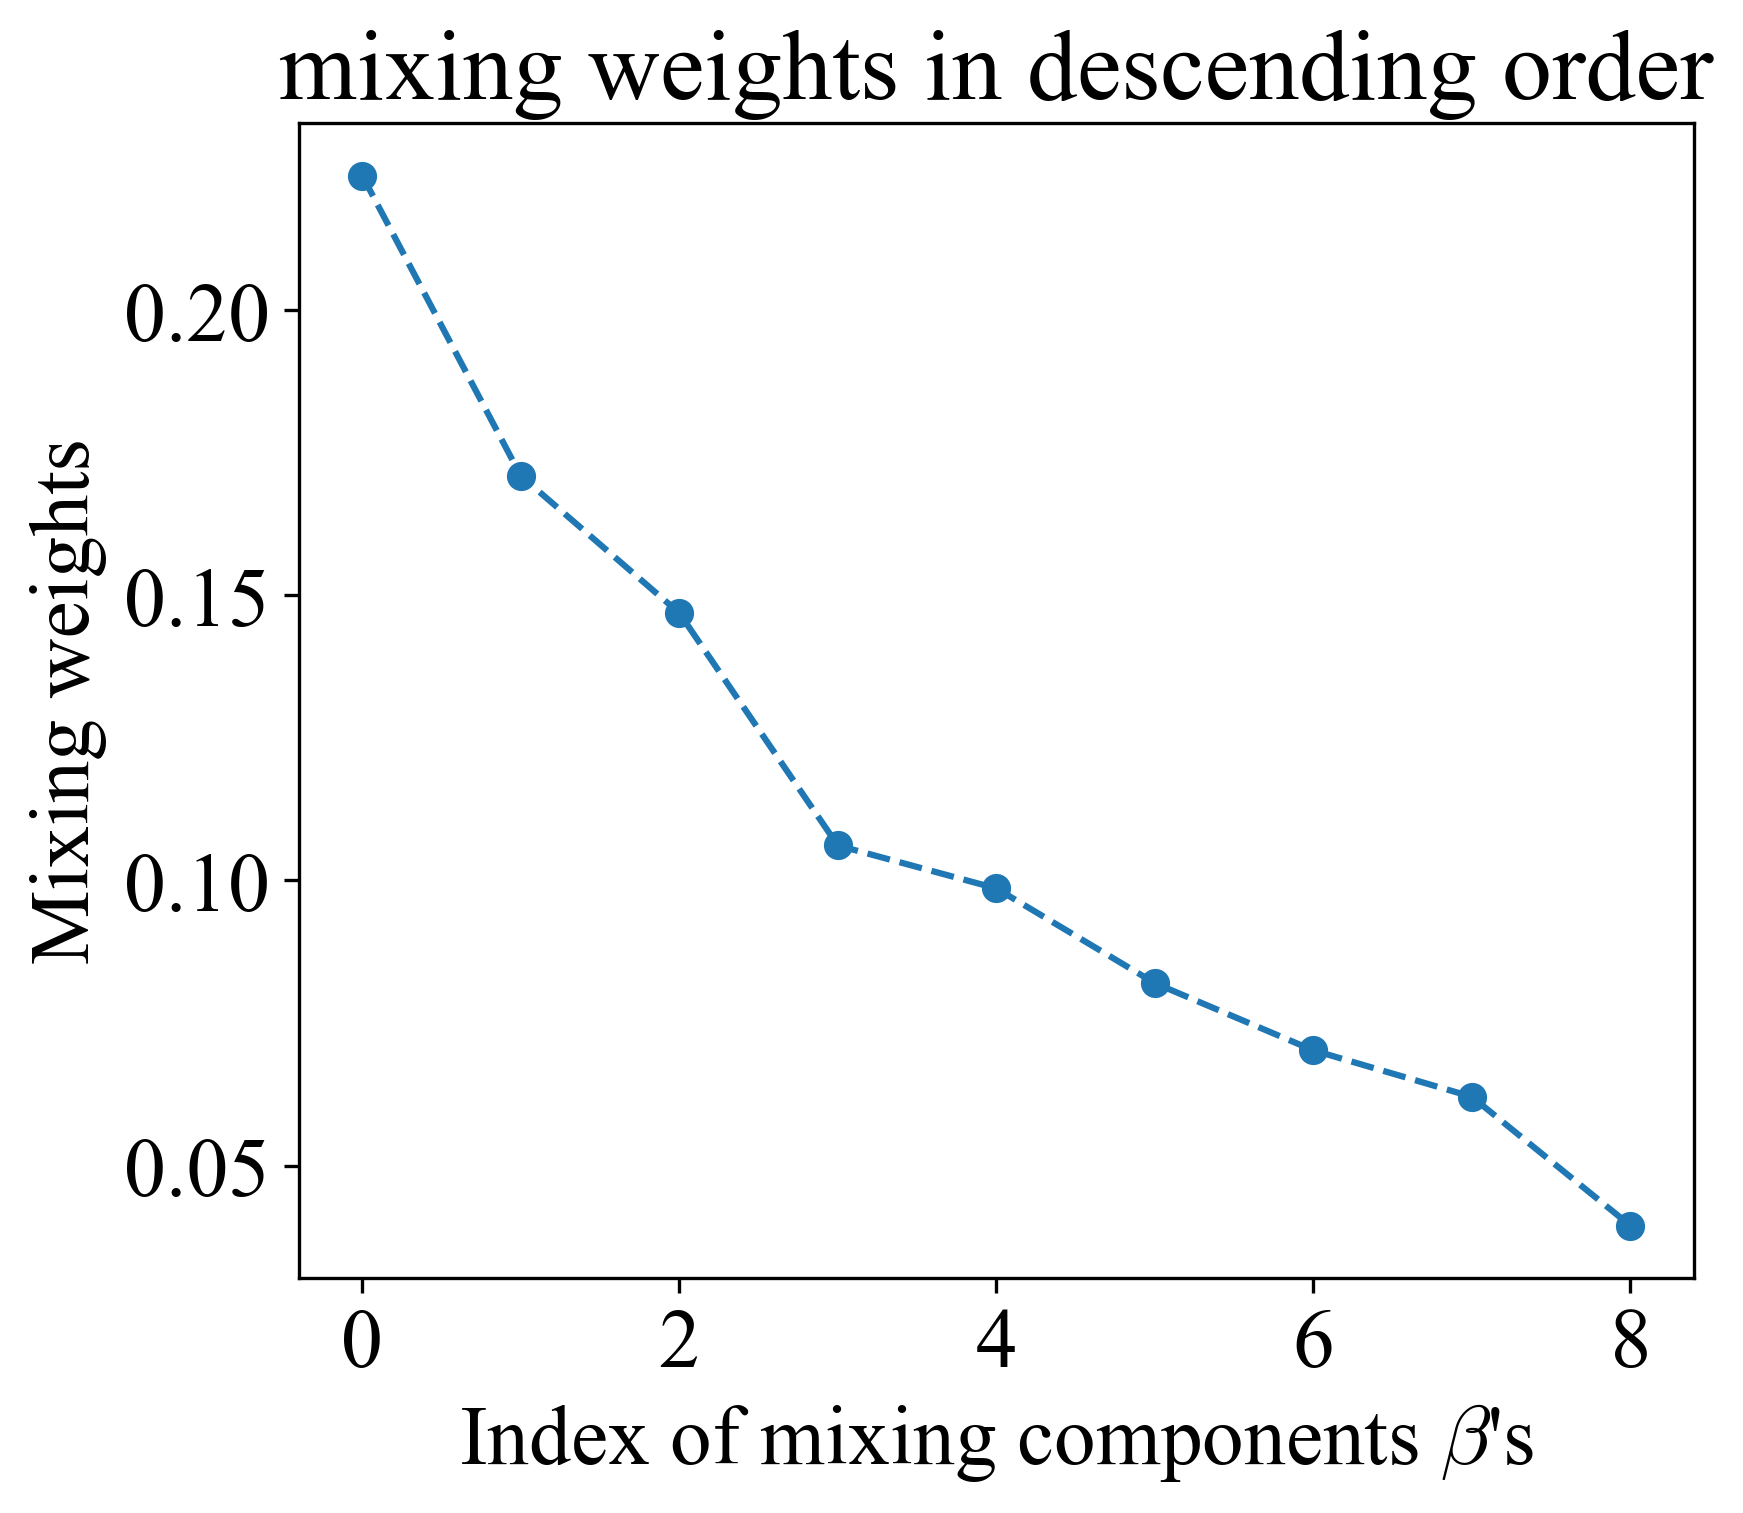 mixing weights in descending order
Mixing weights
0.20
0.15
0.10
0.05
0 2 4 6 8
Index of mixing components β's